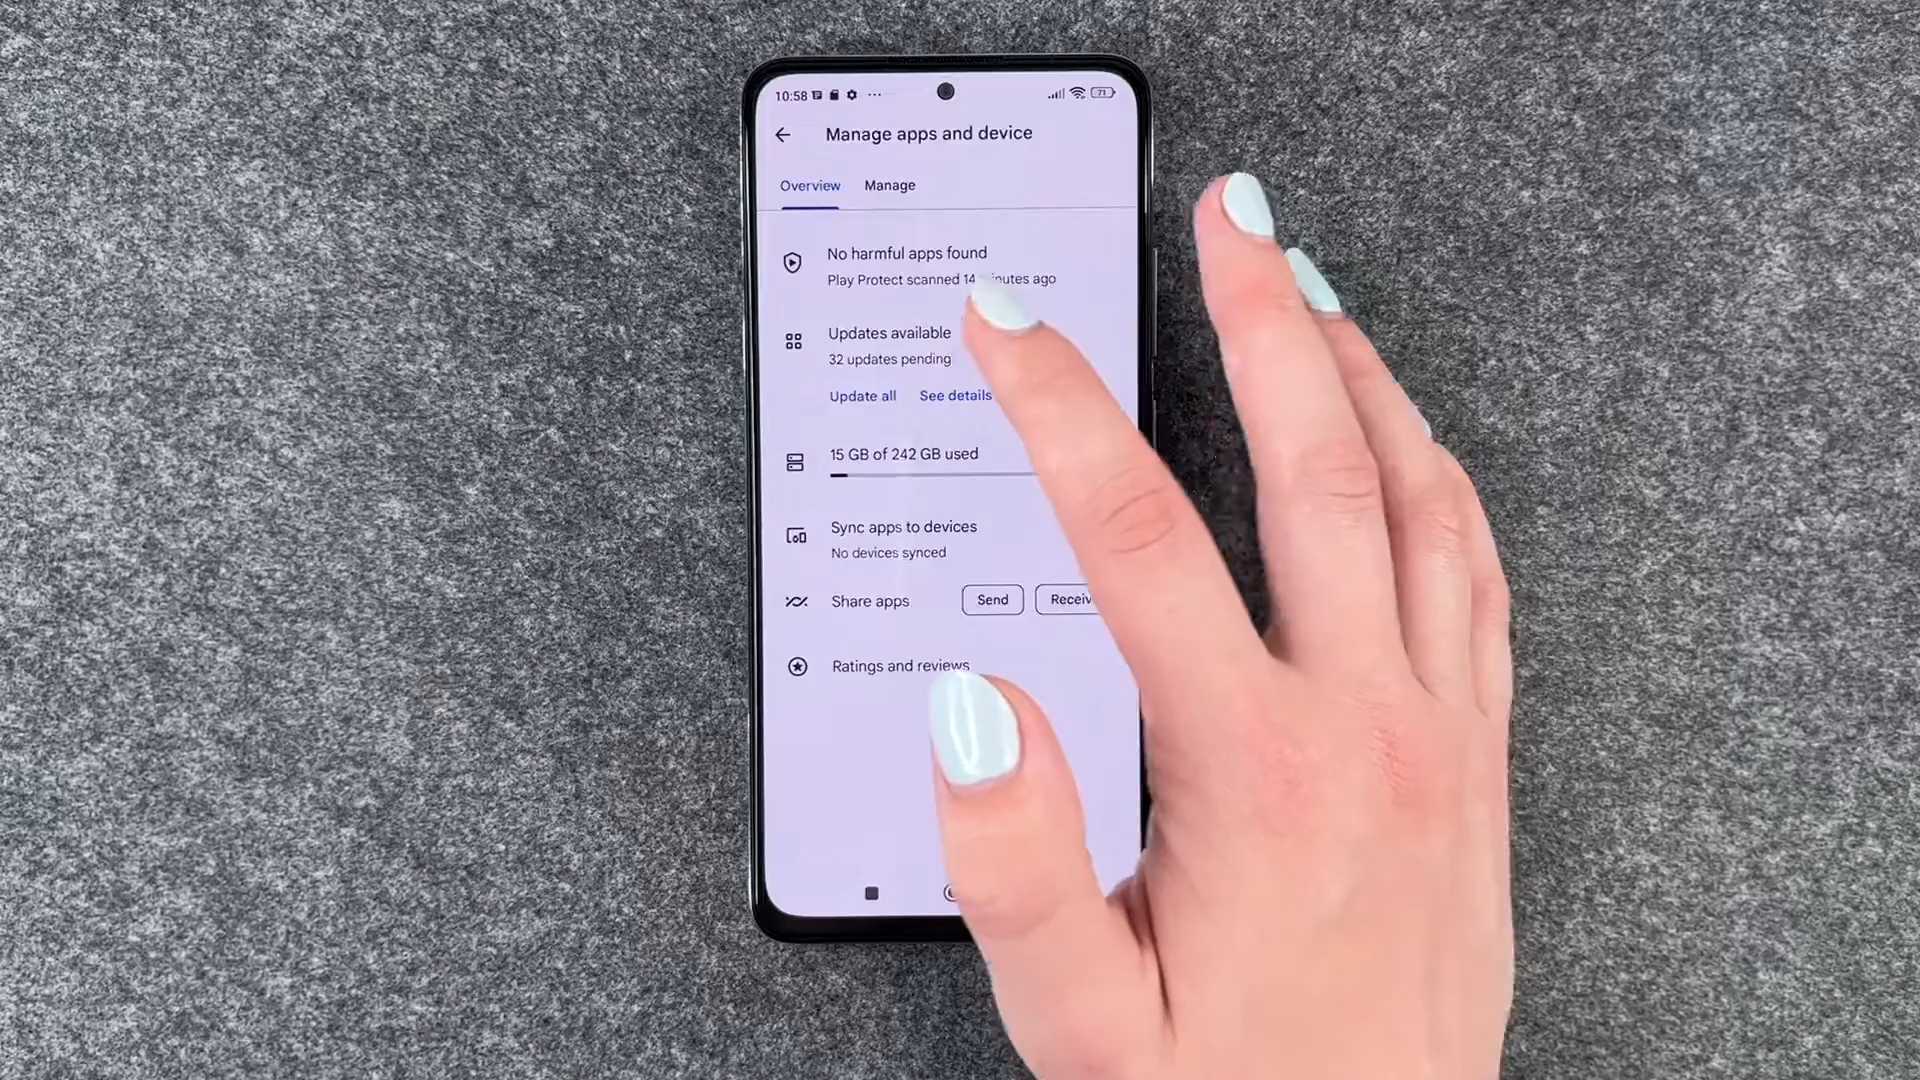 10:58
71
Manage apps and device
Overview Manage
No harmful apps found
Play Protect scanned 14 ago
Updates available
32 updates pending
Update all See details
15 GB of 242 GB used
Sync apps to devices
No devices synced
Share apps Send
Ratings and reviews